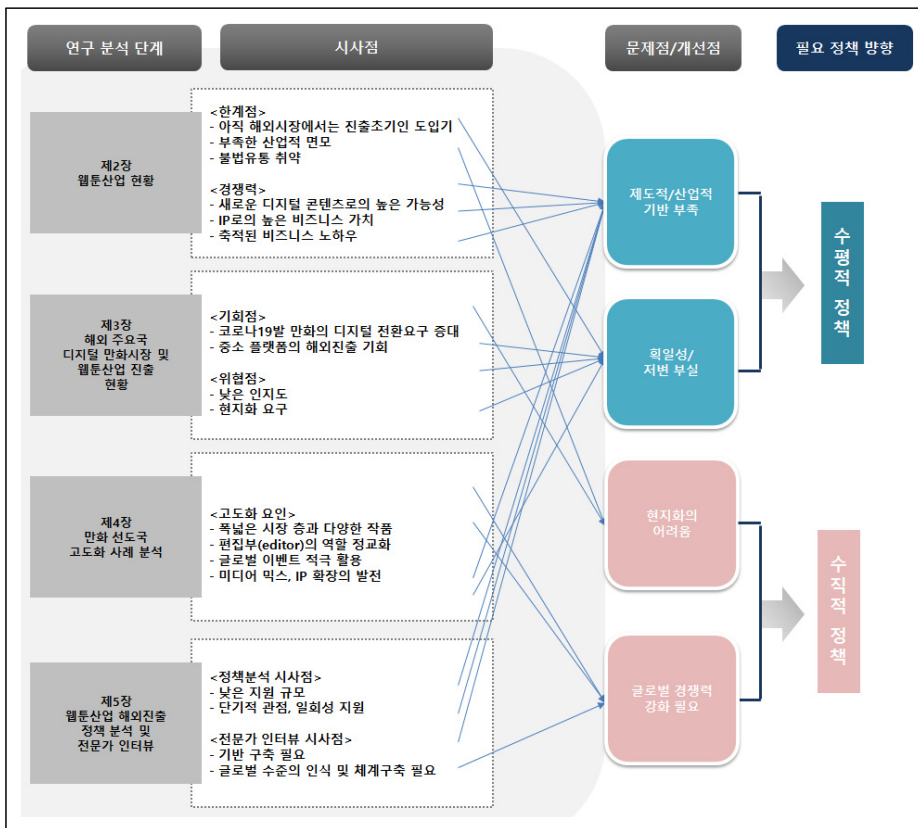 연구 분석 단계
시사점
문제점/개선점
필요 정책 방향
제2장
웹툰산업 현황
<한계점>
- 아직 해외시장에서는 진출초기인 도입기
- 부족한 산업적 면모
- 불법유통 취약
<경쟁력>
- 새로운 디지털 콘텐츠로의 높은 가능성
- IP로의 높은 비즈니스 가치
- 축적된 비즈니스 노하우
제3장
해외 주요국
디지털 만화시장 및
웹툰산업 진출
현황
<기회점>
- 코로나19발 만화의 디지털 전환요구 증대
- 중소 플랫폼의 해외진출 기회
<위협점>
- 낮은 인지도
- 현지화 요구
제4장
만화 선도국
고도화 사례 분석
<고도화 요인>
- 폭넓은 시장 층과 다양한 작품
- 편집부(editor)의 역할 정교화
- 글로벌 이벤트 적극 활용
- 미디어 믹스, IP 확장의 발전
제5장
웹툰산업 해외진출
정책 분석 및
전문가 인터뷰
<정책분석 시사점>
- 낮은 지원 규모
- 단기적 관점, 일회성 지원
<전문가 인터뷰 시사점>
- 기반 구축 필요
- 글로벌 수준의 인식 및 체계구축 필요
제도적/산업적
기반 부족
획일성/
저변 부실
현지화의
어려움
글로벌 경쟁력
강화 필요
수평적 정책
수직적 정책